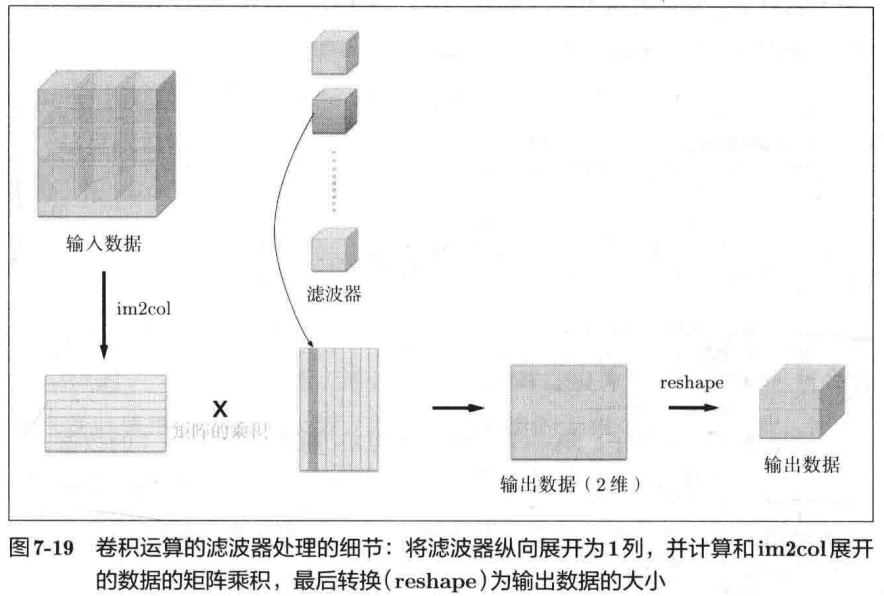 输入数据
滤波器
im2col
X
矩阵的乘积
reshape
输出数据（2维）
输出数据
图7-19 卷积运算的滤波器处理的细节：将滤波器纵向展开为1列，并计算和im2col展开
的数据的矩阵乘积，最后转换（reshape）为输出数据的大小